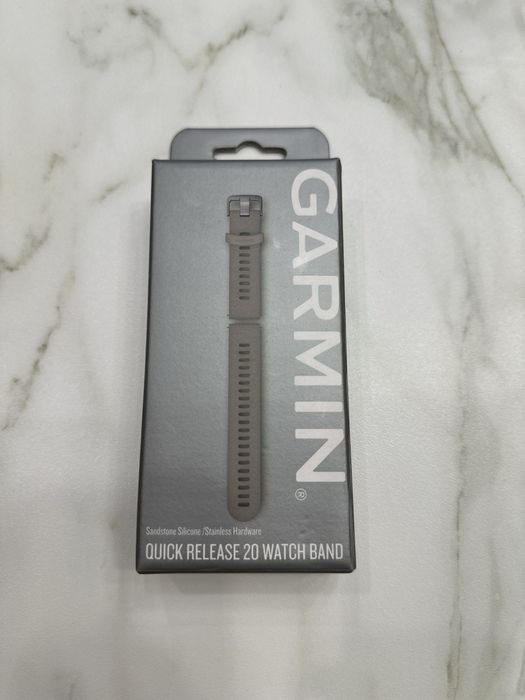 GARMIN®
Sandstone Silicone /Stainless Hardware
QUICK RELEASE 20 WATCH BAND